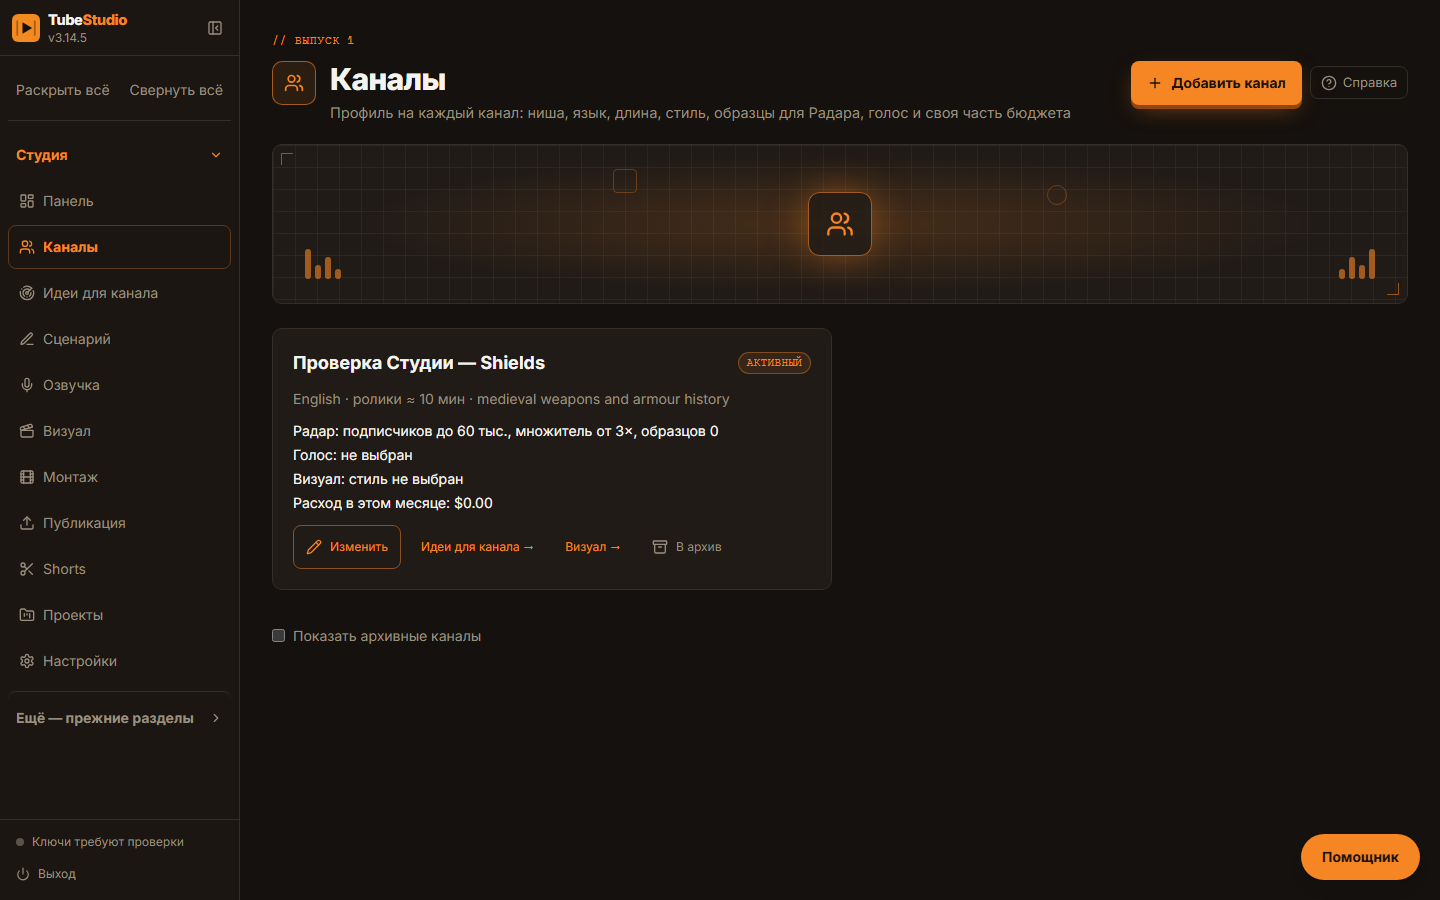 TubeStudio
v3.14.5
Раскрыть всё Свернуть всё
Студия
Панель
Каналы
Идеи для канала
Сценарий
Озвучка
Визуал
Монтаж
Публикация
Shorts
Проекты
Настройки
Ещё — прежние разделы
Ключи требуют проверки
Выход
// ВЫПУСК 1
Каналы
Профиль на каждый канал: ниша, язык, длина, стиль, образцы для Радара, голос и своя часть бюджета
Добавить канал
Справка
Проверка Студии — Shields
АКТИВНЫЙ
English · ролики ≈ 10 мин · medieval weapons and armour history
Радар: подписчиков до 60 тыс., множитель от 3×, образцов 0
Голос: не выбран
Визуал: стиль не выбран
Расход в этом месяце: $0.00
Изменить Идеи для канала → Визуал → В архив
Показать архивные каналы
Помощник